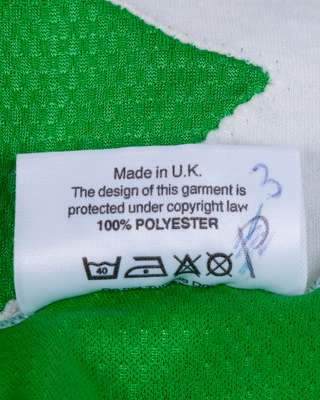 Made in U.K.
The design of this garment is
protected under copyright law
100% POLYESTER
3
40